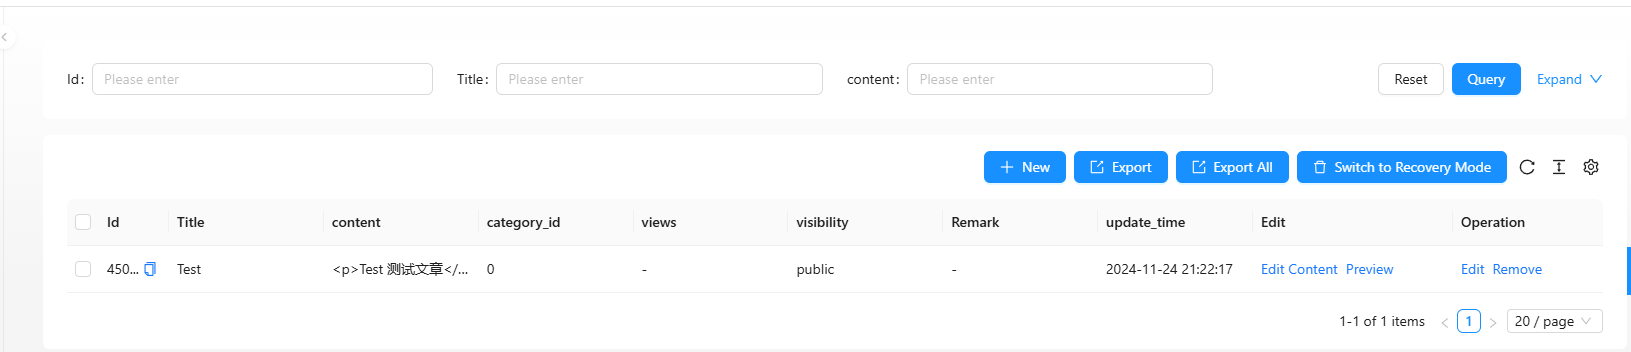 Id: Please enter Title: Please enter content: Please enter Reset Query Expand
New Export Export All Switch to Recovery Mode
Id Title content category_id views visibility Remark update_time Edit Operation
450... Test <p>Test 测试文章</... 0 - public - 2024-11-24 21:22:17 Edit Content Preview Edit Remove
1-1 of 1 items < 1 > 20 / page